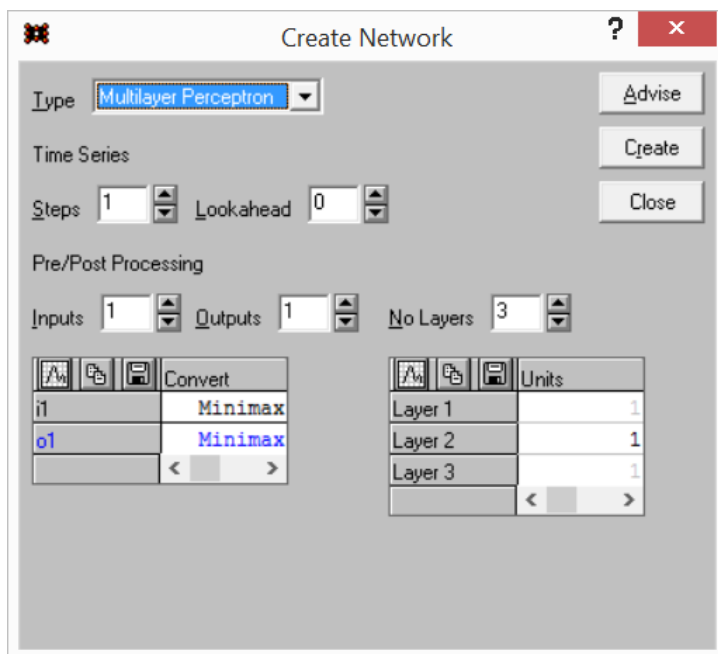 Create Network
? ×
Type Multilayer Perceptron Advise
Time Series Create
Steps 1 Lookahead 0 Close
Pre/Post Processing
Inputs 1 Outputs 1 No Layers 3
Convert
i1 Minimax
o1 Minimax
Units
Layer 1 1
Layer 2 1
Layer 3 1